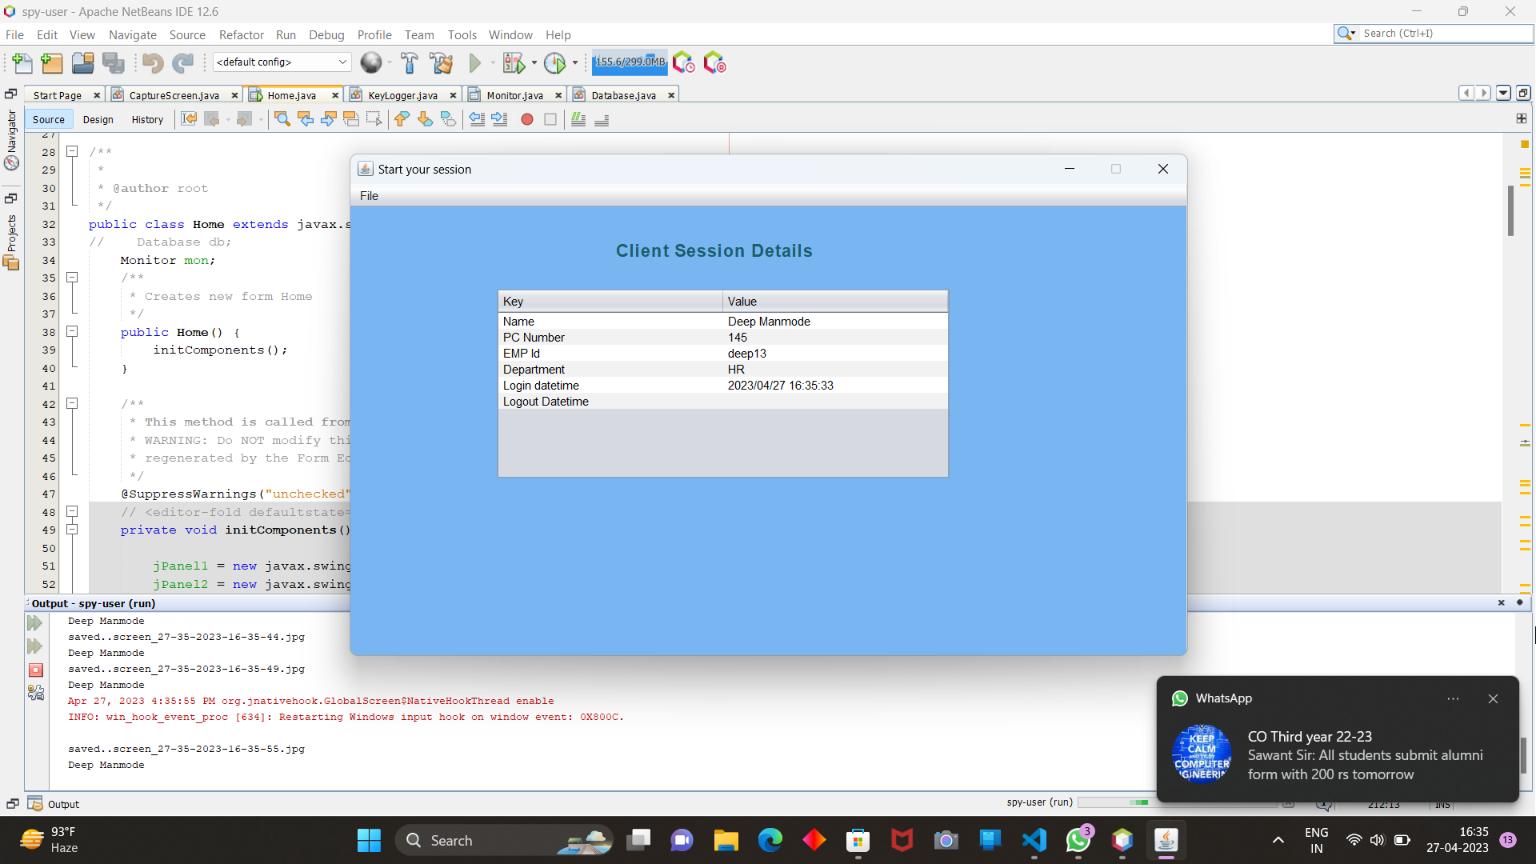 spy-user - Apache NetBeans IDE 12.6
File Edit View Navigate Source Refactor Run Debug Profile Team Tools Window Help
Search (Ctrl+I)
<default config>
155.6/299.0MB
Start Page CaptureScreen.java Home.java KeyLogger.java Monitor.java Database.java
Source Design History
Navigator
Projects
27
28 /**
29 *
30 * @author root
31 */
32 public class Home extends javax.s
33 // Database db;
34 Monitor mon;
35 /**
36 * Creates new form Home
37 */
38 public Home() {
39 initComponents();
40 }
41
42 /**
43 * This method is called from
44 * WARNING: Do NOT modify thi
45 * regenerated by the Form Ed
46 */
47 @SuppressWarnings("unchecked"
48 // <editor-fold defaultstate=
49 private void initComponents()
50
51 jPanel1 = new javax.swing
52 jPanel2 = new javax.swing
Start your session
File
Client Session Details
Key Value
Name Deep Manmode
PC Number 145
EMP Id deep13
Department HR
Login datetime 2023/04/27 16:35:33
Logout Datetime
Output - spy-user (run)
Deep Manmode
saved..screen_27-35-2023-16-35-44.jpg
Deep Manmode
saved..screen_27-35-2023-16-35-49.jpg
Deep Manmode
Apr 27, 2023 4:35:55 PM org.jnativehook.GlobalScreen$NativeHookThread enable
INFO: win_hook_event_proc [634]: Restarting Windows input hook on window event: 0X800C.
saved..screen_27-35-2023-16-35-55.jpg
Deep Manmode
WhatsApp
KEEP
CALM
COMPUTER
CO Third year 22-23
Sawant Sir: All students submit alumni
form with 200 rs tomorrow
Output
spy-user (run)
212:13 INS
93°F
Haze
Search
3
ENG
IN
16:35
27-04-2023
13